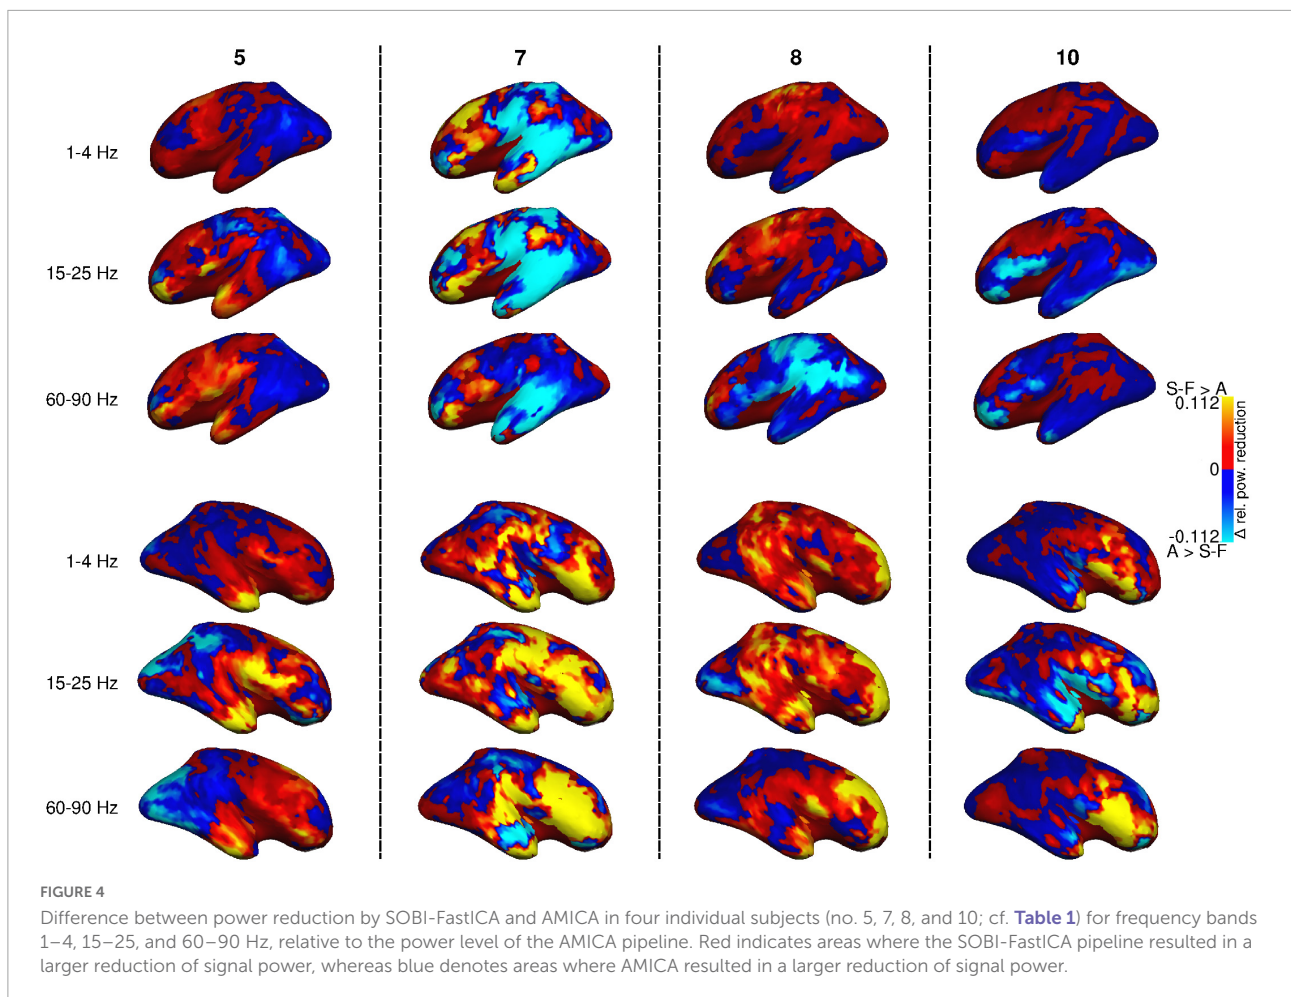 5 7 8 10
1-4 Hz
15-25 Hz
60-90 Hz
S-F > A
0.112
0
-0.112
A > S-F
Δ rel. pow. reduction
1-4 Hz
15-25 Hz
60-90 Hz
FIGURE 4
Difference between power reduction by SOBI-FastICA and AMICA in four individual subjects (no. 5, 7, 8, and 10; cf. Table 1) for frequency bands
1–4, 15–25, and 60–90 Hz, relative to the power level of the AMICA pipeline. Red indicates areas where the SOBI-FastICA pipeline resulted in a
larger reduction of signal power, whereas blue denotes areas where AMICA resulted in a larger reduction of signal power.